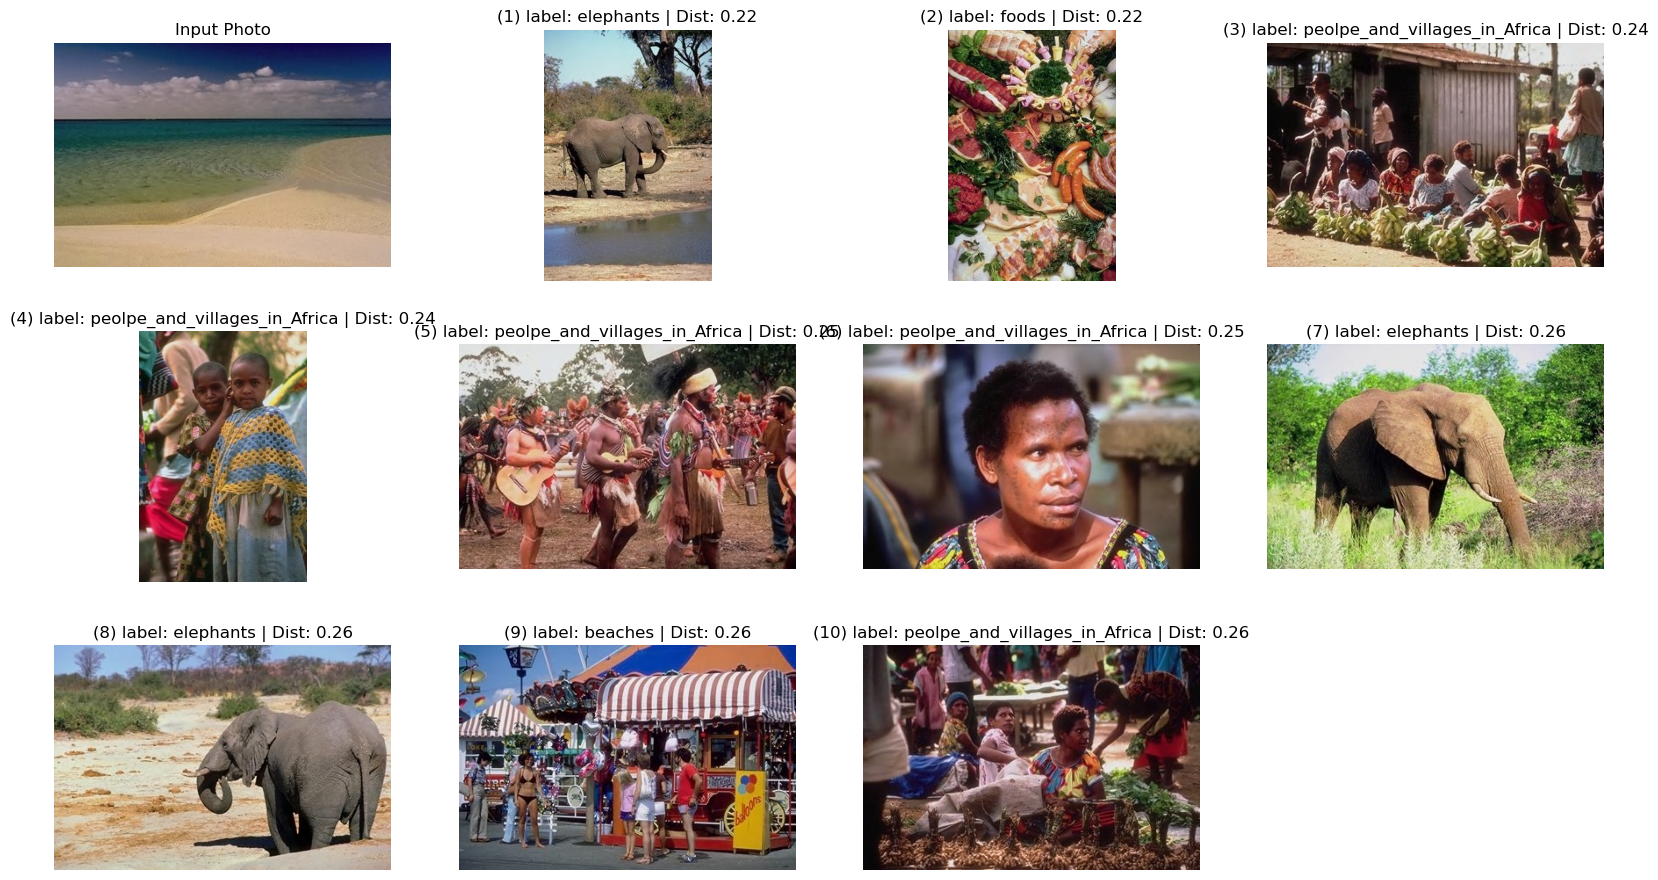 Input Photo
(1) label: elephants | Dist: 0.22
(2) label: foods | Dist: 0.22
(3) label: peolpe_and_villages_in_Africa | Dist: 0.24
(4) label: peolpe_and_villages_in_Africa | Dist: 0.24
(5) label: peolpe_and_villages_in_Africa | Dist: 0.25
(6) label: peolpe_and_villages_in_Africa | Dist: 0.25
(7) label: elephants | Dist: 0.26
(8) label: elephants | Dist: 0.26
(9) label: beaches | Dist: 0.26
balloons
(10) label: peolpe_and_villages_in_Africa | Dist: 0.26